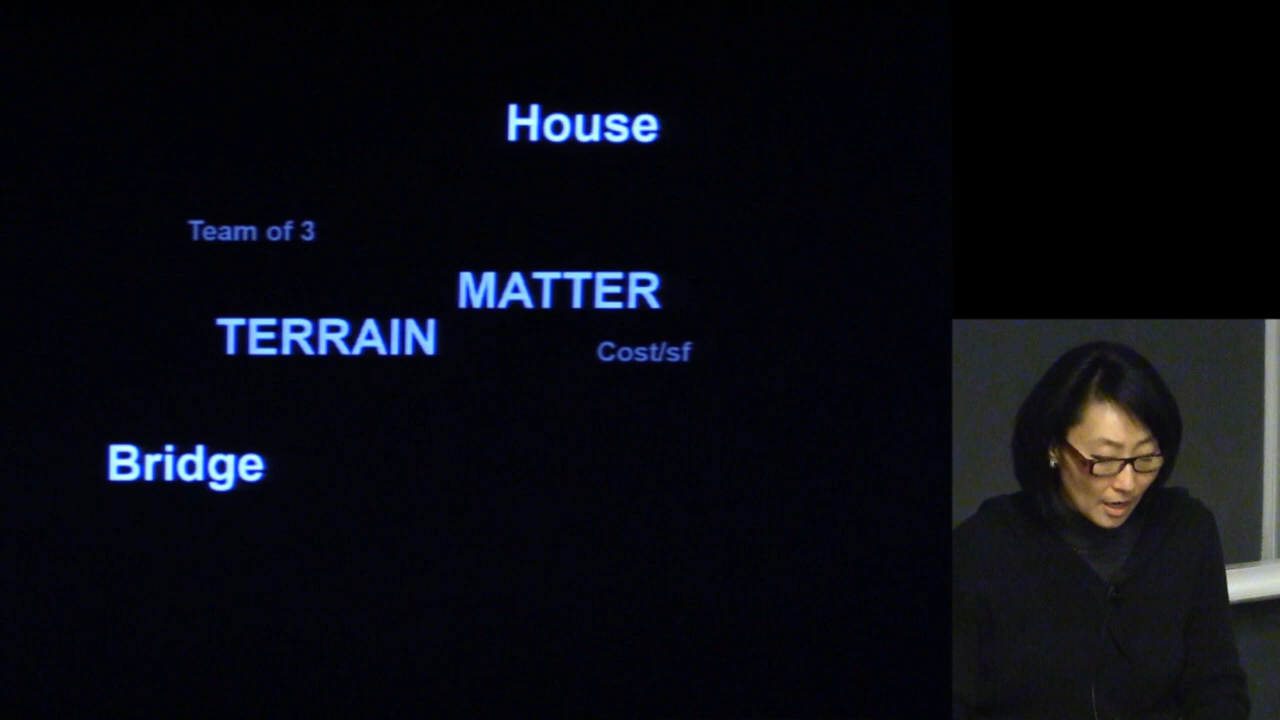 House
Team of 3
MATTER
TERRAIN
Cost/sf
Bridge